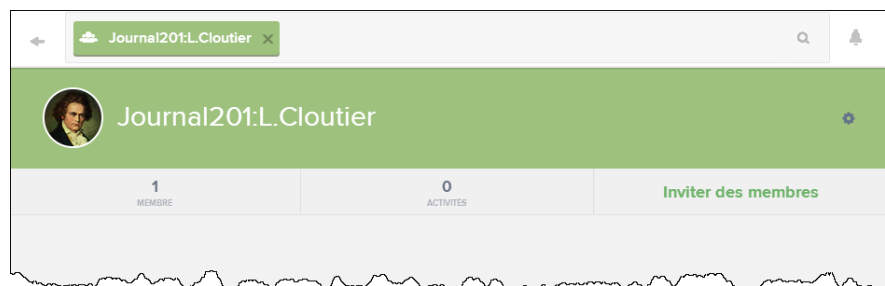 Journal201:L.Cloutier
Journal201:L.Cloutier
1
MEMBRE
0
ACTIVITÉS
Inviter des membres